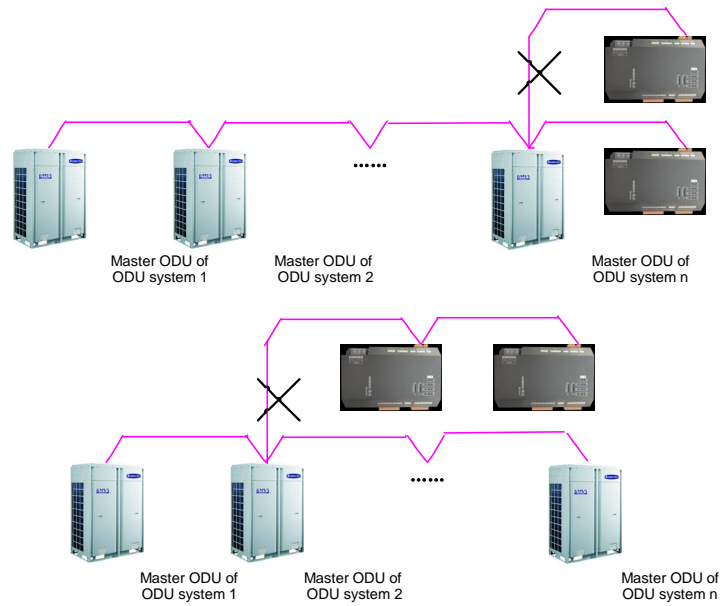 ......
Master ODU of
ODU system 1
Master ODU of
ODU system 2
Master ODU of
ODU system n
......
Master ODU of
ODU system 1
Master ODU of
ODU system 2
Master ODU of
ODU system n